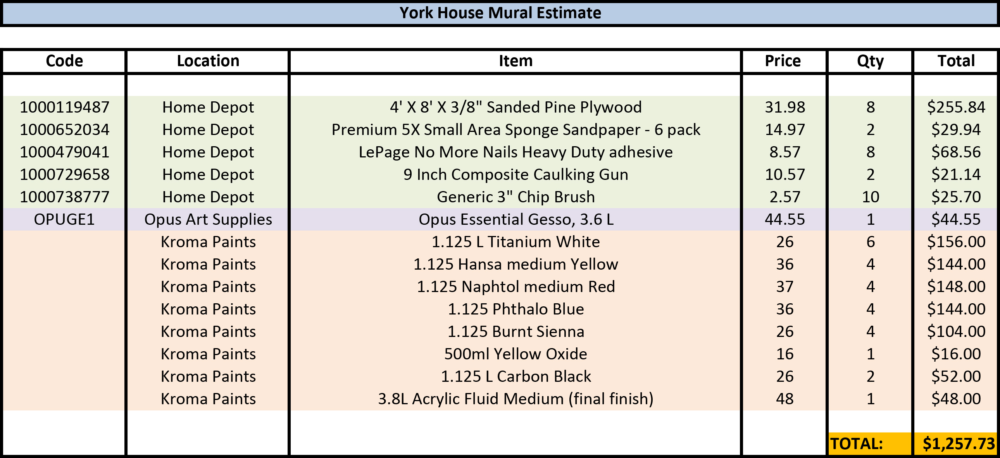 York House Mural Estimate
Code Location Item Price Qty Total
1000119487 Home Depot 4' X 8' X 3/8" Sanded Pine Plywood 31.98 8 $255.84
1000652034 Home Depot Premium 5X Small Area Sponge Sandpaper - 6 pack 14.97 2 $29.94
1000479041 Home Depot LePage No More Nails Heavy Duty adhesive 8.57 8 $68.56
1000729658 Home Depot 9 Inch Composite Caulking Gun 10.57 2 $21.14
1000738777 Home Depot Generic 3" Chip Brush 2.57 10 $25.70
OPUGE1 Opus Art Supplies Opus Essential Gesso, 3.6 L 44.55 1 $44.55
Kroma Paints 1.125 L Titanium White 26 6 $156.00
Kroma Paints 1.125 Hansa medium Yellow 36 4 $144.00
Kroma Paints 1.125 Naphtol medium Red 37 4 $148.00
Kroma Paints 1.125 Phthalo Blue 36 4 $144.00
Kroma Paints 1.125 Burnt Sienna 26 4 $104.00
Kroma Paints 500ml Yellow Oxide 16 1 $16.00
Kroma Paints 1.125 L Carbon Black 26 2 $52.00
Kroma Paints 3.8L Acrylic Fluid Medium (final finish) 48 1 $48.00
TOTAL: $1,257.73